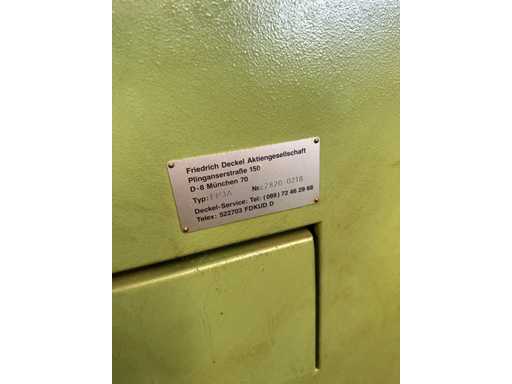 Friedrich Deckel Aktiengesellschaft
Plinganserstraße 150
D-8 München 70
Typ: FP3A Nr.: 2820-0218
Deckel-Service: Tel: (089) 72 46 29 68
Telex: 522703 FDKUD D